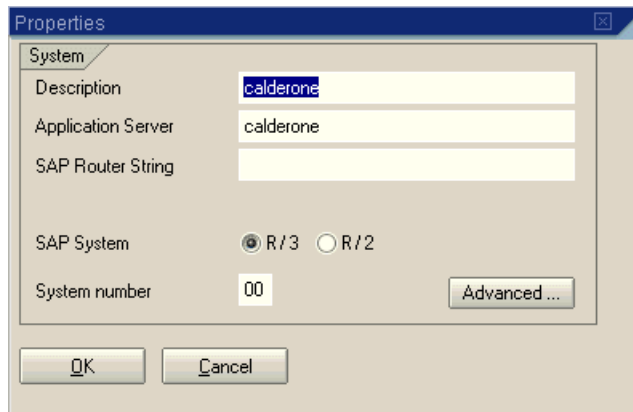 Properties
System
Description calderone
Application Server calderone
SAP Router String
SAP System R/3 R/2
System number 00 Advanced ...
OK Cancel